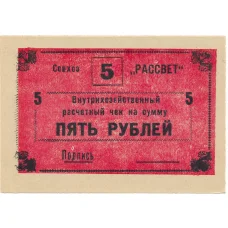 Совхоз 5 „РАССВЕТ"
5 Внутрихозяйственный 5
расчетный чек на сумму
ПЯТЬ РУБЛЕЙ
Подпись